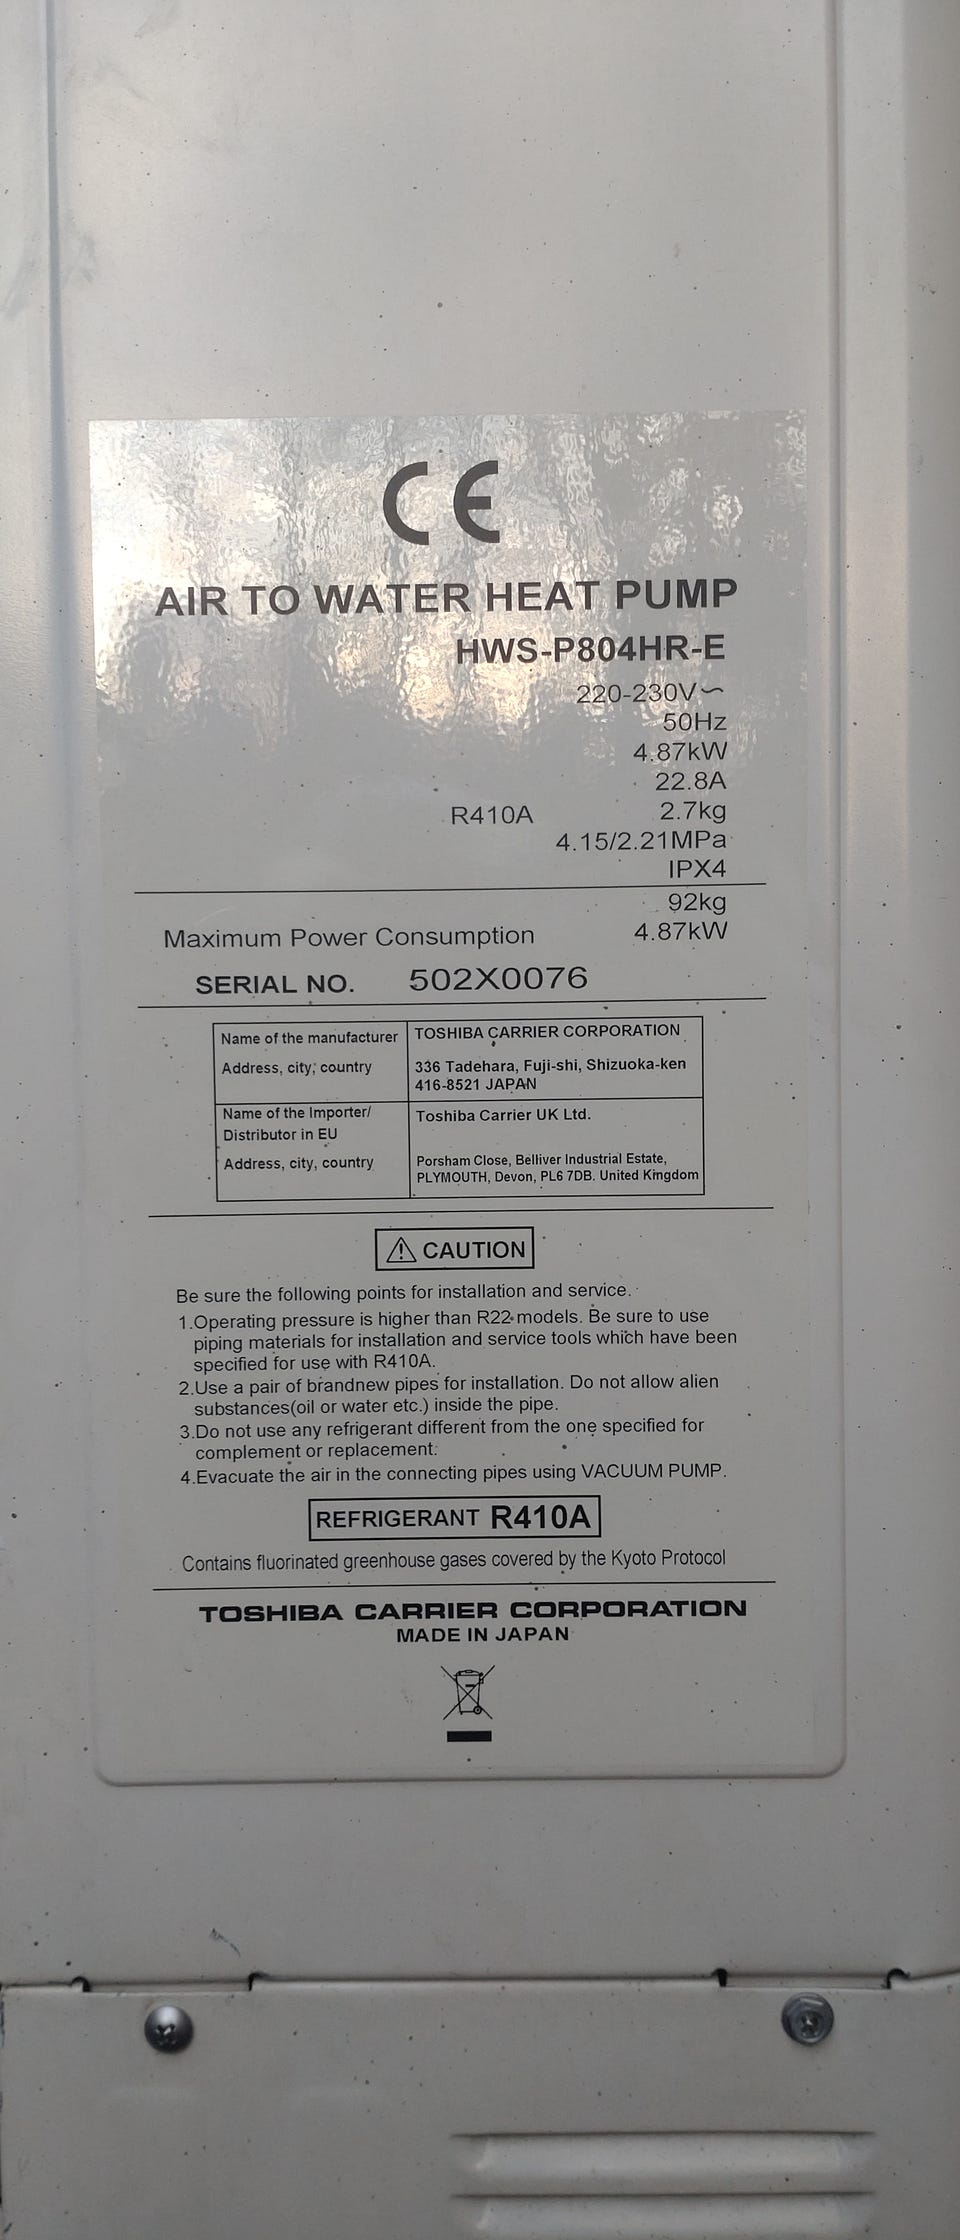 CE
AIR TO WATER HEAT PUMP
HWS-P804HR-E
220-230V~
50Hz
4.87kW
22.8A
R410A 2.7kg
4.15/2.21MPa
IPX4
92kg
Maximum Power Consumption 4.87kW
SERIAL NO. 502X0076
Name of the manufacturer TOSHIBA CARRIER CORPORATION
Address, city, country 336 Tadehara, Fuji-shi, Shizuoka-ken
416-8521 JAPAN
Name of the Importer/ Toshiba Carrier UK Ltd.
Distributor in EU
Address, city, country Porsham Close, Belliver Industrial Estate,
PLYMOUTH, Devon, PL6 7DB. United Kingdom
CAUTION
Be sure the following points for installation and service.
1.Operating pressure is higher than R22 models. Be sure to use
piping materials for installation and service tools which have been
specified for use with R410A.
2.Use a pair of brandnew pipes for installation. Do not allow alien
substances(oil or water etc.) inside the pipe.
3.Do not use any refrigerant different from the one specified for
complement or replacement.
4.Evacuate the air in the connecting pipes using VACUUM PUMP.
REFRIGERANT R410A
Contains fluorinated greenhouse gases covered by the Kyoto Protocol
TOSHIBA CARRIER CORPORATION
MADE IN JAPAN